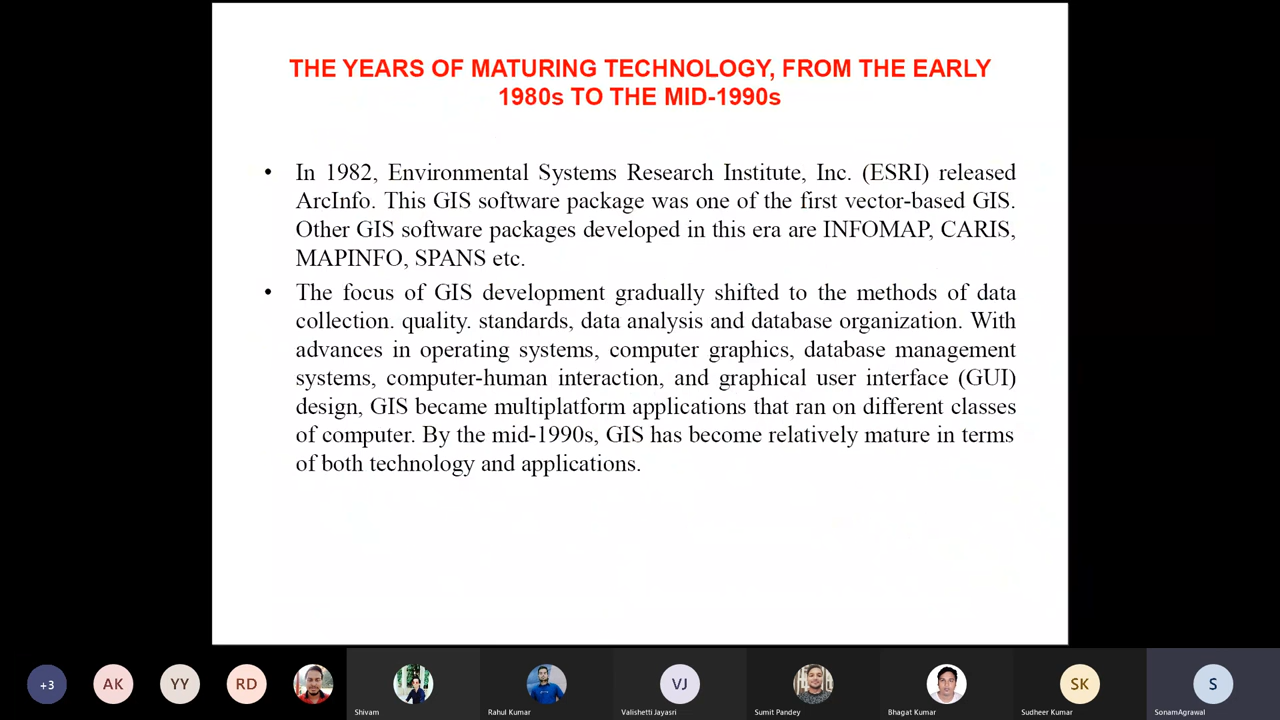 THE YEARS OF MATURING TECHNOLOGY, FROM THE EARLY
1980s TO THE MID-1990s
• In 1982, Environmental Systems Research Institute, Inc. (ESRI) released
ArcInfo. This GIS software package was one of the first vector-based GIS.
Other GIS software packages developed in this era are INFOMAP, CARIS,
MAPINFO, SPANS etc.
• The focus of GIS development gradually shifted to the methods of data
collection. quality. standards, data analysis and database organization. With
advances in operating systems, computer graphics, database management
systems, computer-human interaction, and graphical user interface (GUI)
design, GIS became multiplatform applications that ran on different classes
of computer. By the mid-1990s, GIS has become relatively mature in terms
of both technology and applications.
+3 AK YY RD VJ SK S
Shivam Rahul Kumar Valishetti Jayasri Sumit Pandey Bhagat Kumar Sudheer Kumar SonamAgrawal